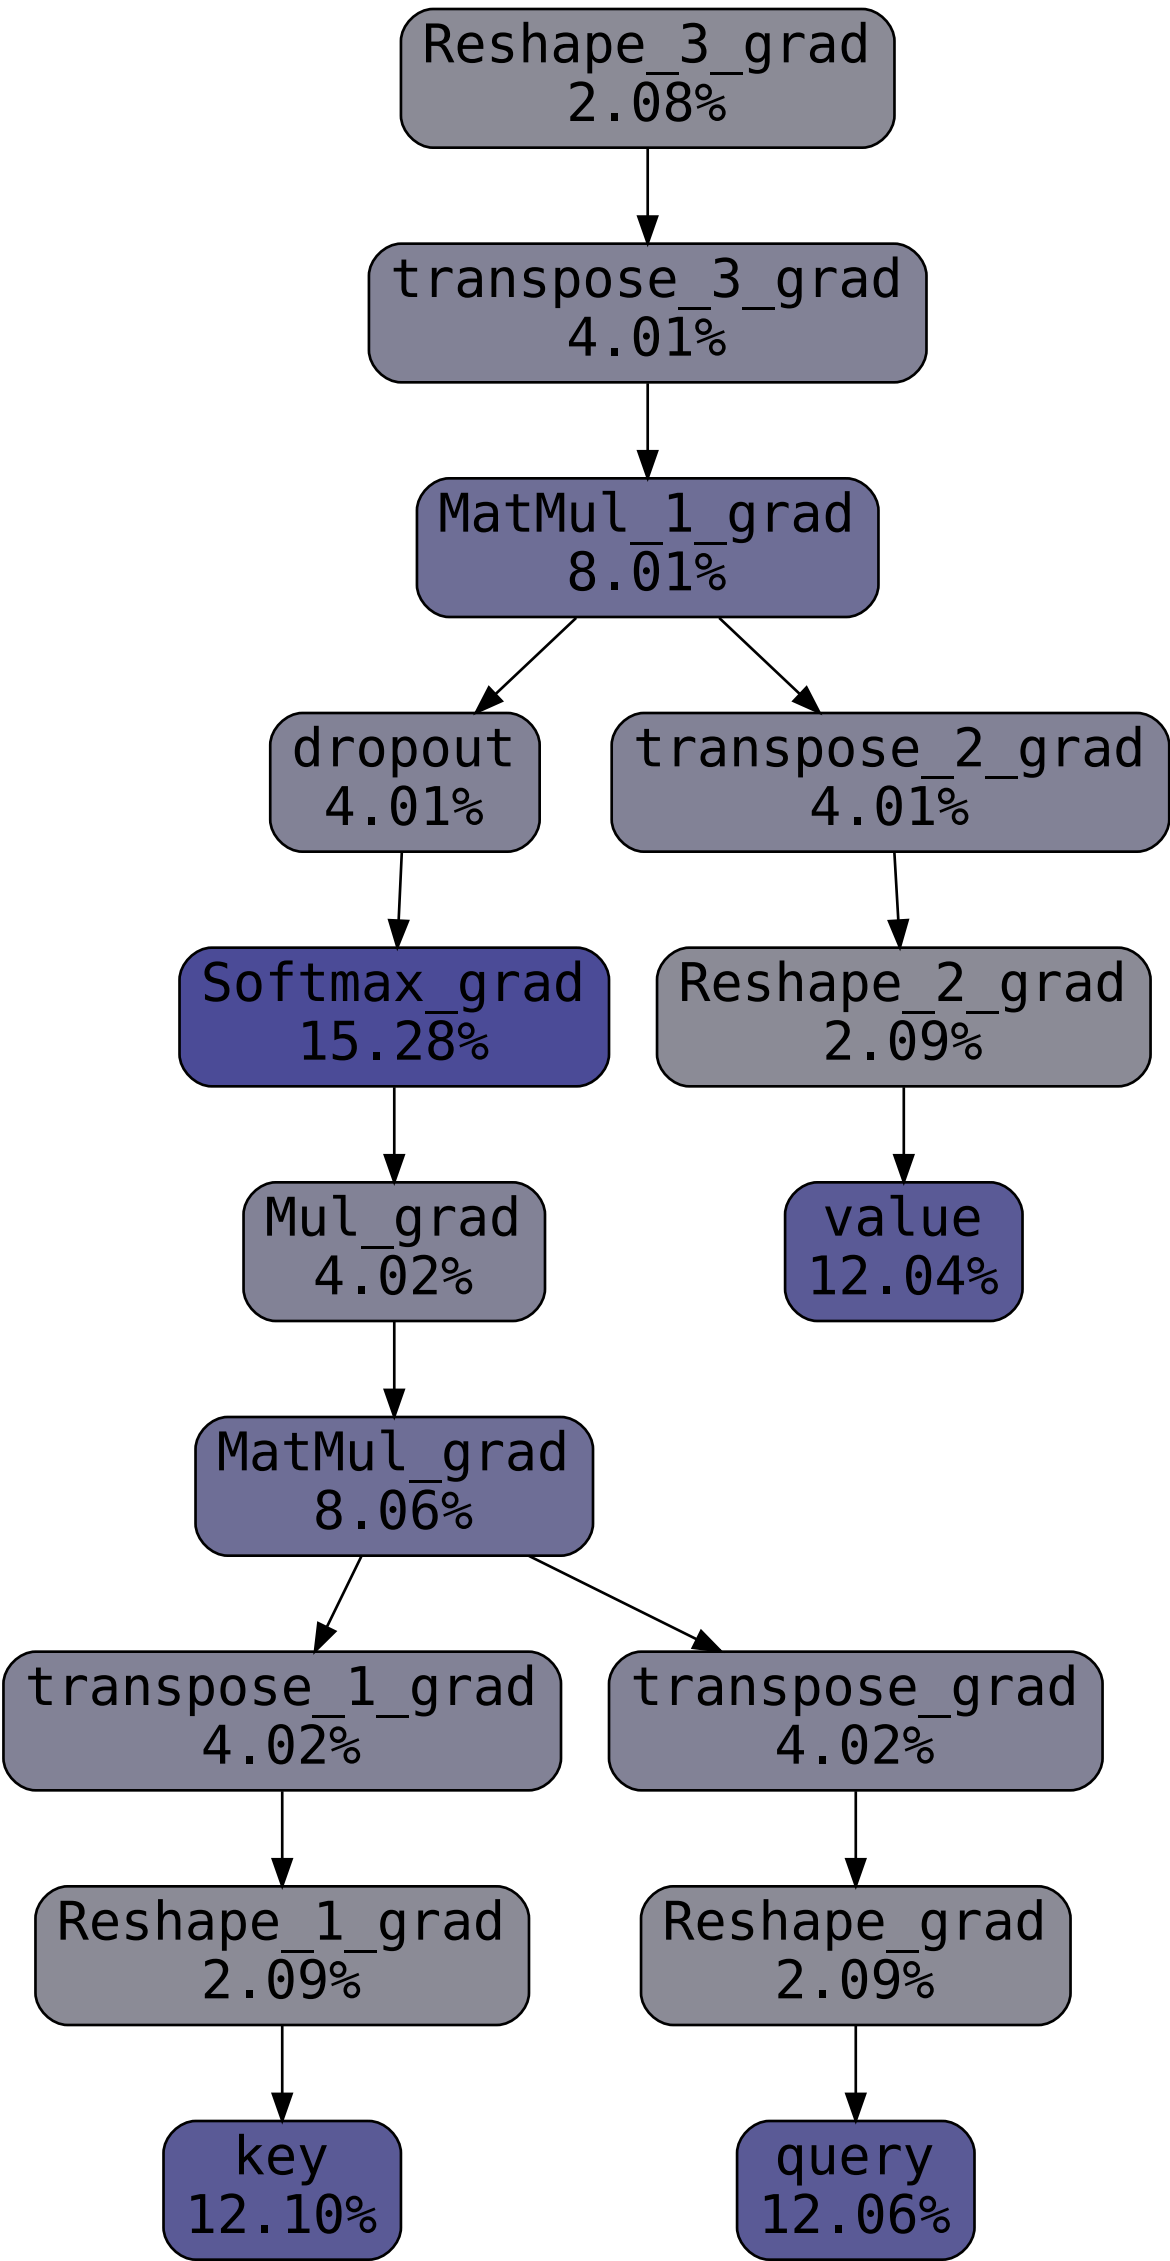 Reshape_3_grad
2.08%
transpose_3_grad
4.01%
MatMul_1_grad
8.01%
dropout
4.01%
transpose_2_grad
4.01%
Softmax_grad
15.28%
Reshape_2_grad
2.09%
Mul_grad
4.02%
value
12.04%
MatMul_grad
8.06%
transpose_1_grad
4.02%
transpose_grad
4.02%
Reshape_1_grad
2.09%
Reshape_grad
2.09%
key
12.10%
query
12.06%